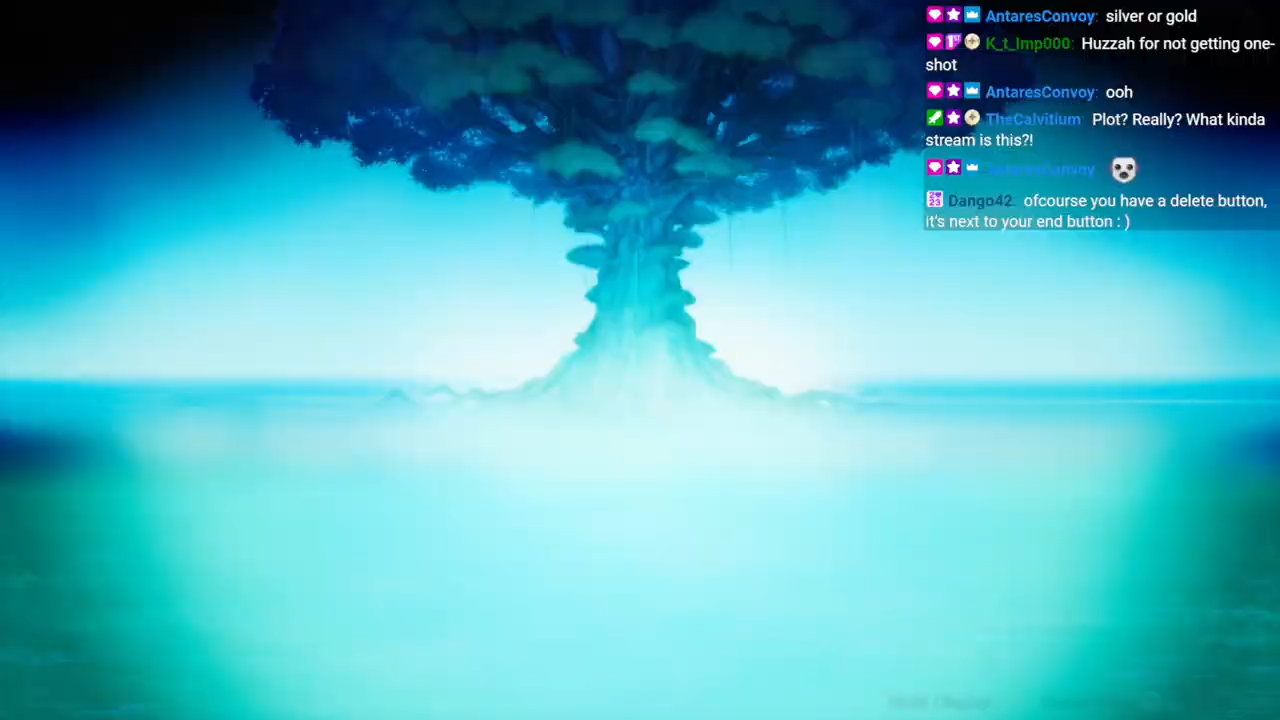 AntaresConvoy: silver or gold
K_t_Imp000: Huzzah for not getting one-
shot
AntaresConvoy: ooh
TheCalvitium: Plot? Really? What kinda
stream is this?!
AntaresConvoy:
Dango42: ofcourse you have a delete button,
it's next to your end button : )